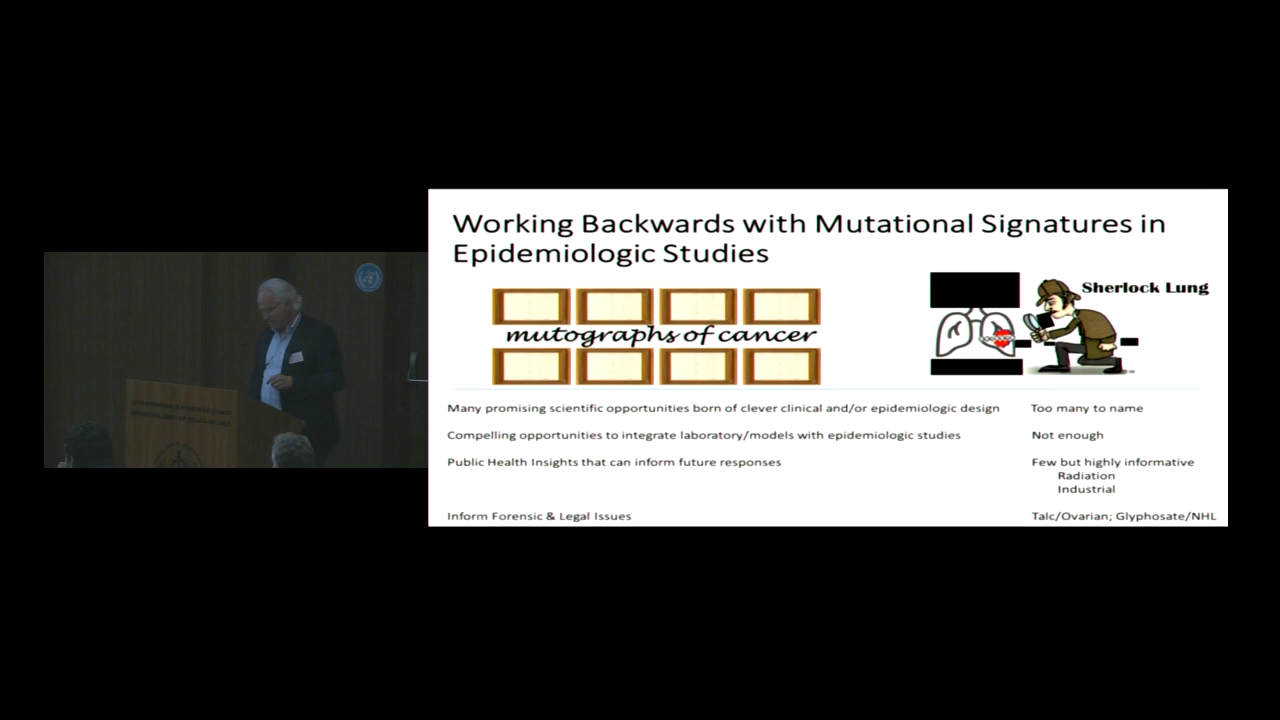 Working Backwards with Mutational Signatures in
Epidemiologic Studies
mutographs of cancer
Sherlock Lung
Many promising scientific opportunities born of clever clinical and/or epidemiologic design
Too many to name
Compelling opportunities to integrate laboratory/models with epidemiologic studies
Not enough
Public Health Insights that can inform future responses
Few but highly informative
Radiation
Industrial
Inform Forensic & Legal Issues
Talc/Ovarian; Glyphosate/NHL